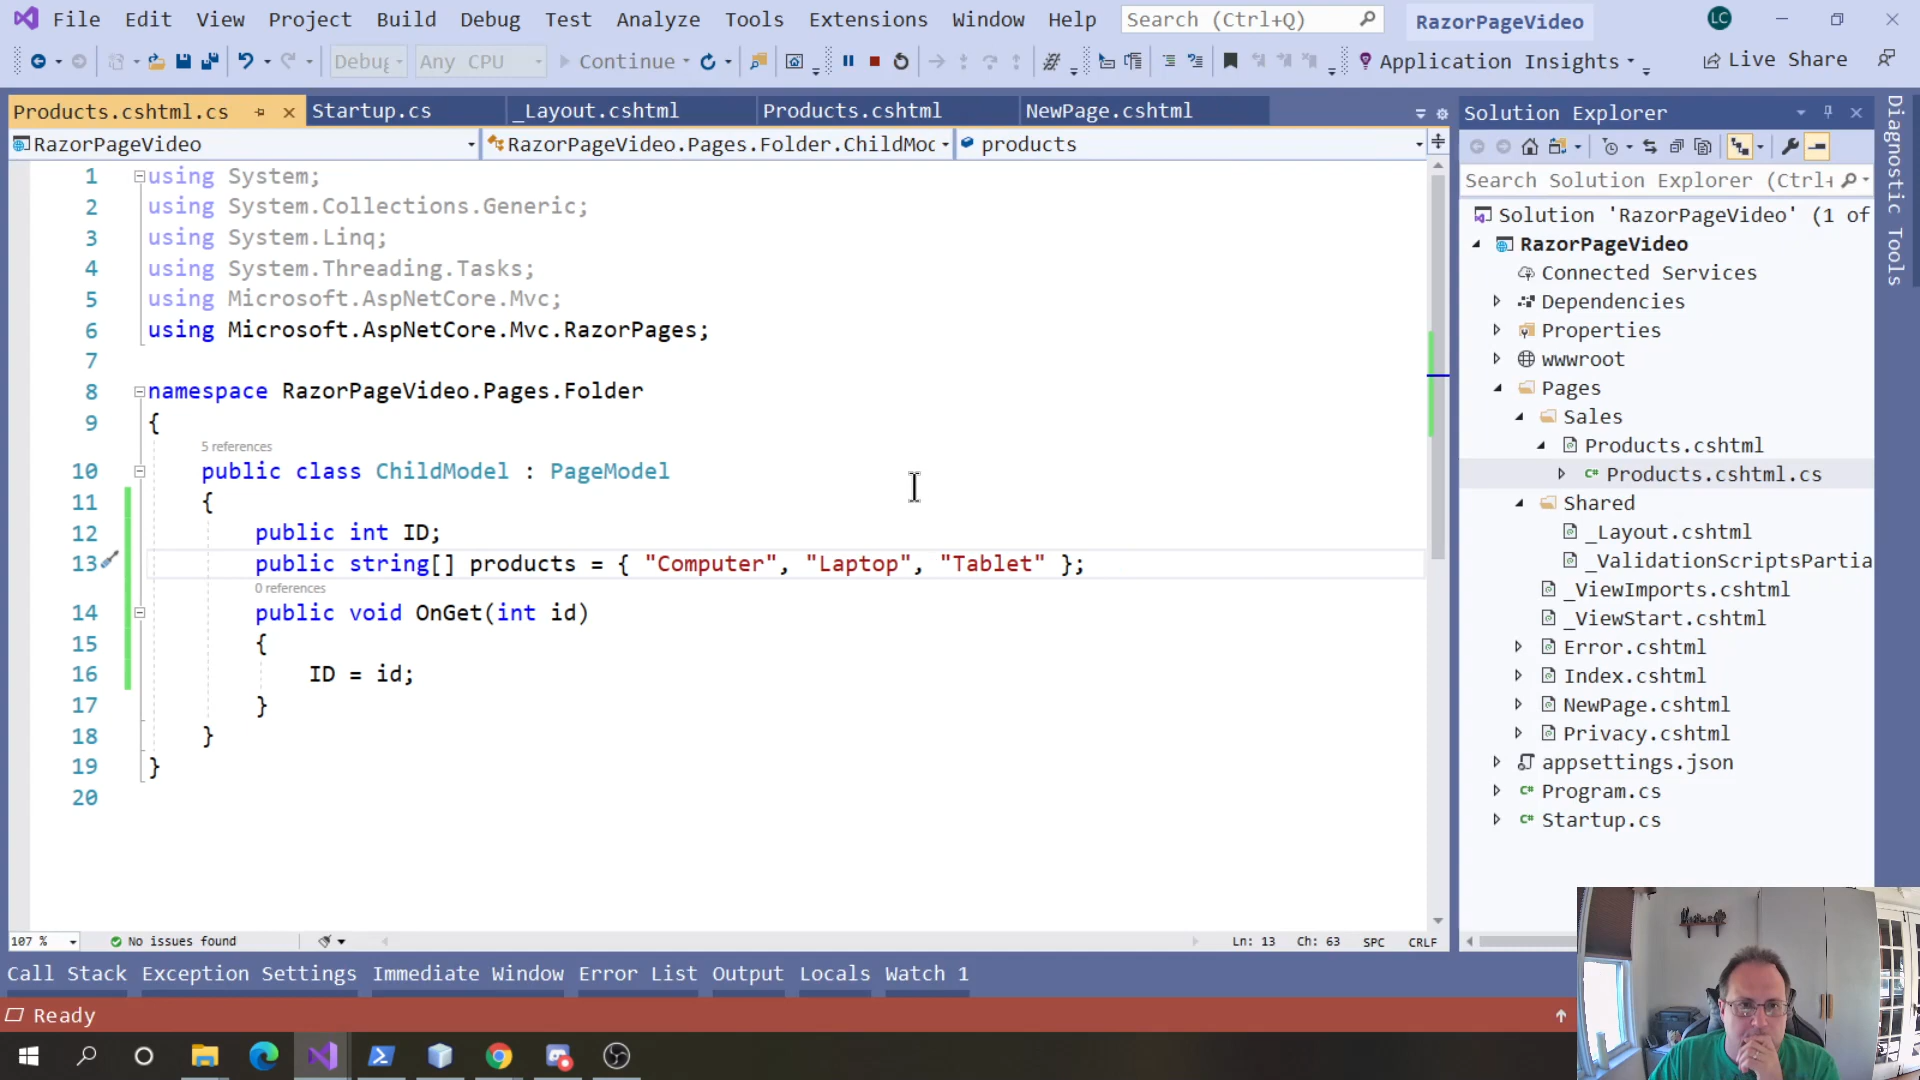 File Edit View Project Build Debug Test Analyze Tools Extensions Window Help Search (Ctrl+Q) RazorPageVideo LC
Debug Any CPU Continue Application Insights Live Share
Products.cshtml.cs Startup.cs _Layout.cshtml Products.cshtml NewPage.cshtml
RazorPageVideo RazorPageVideo.Pages.Folder.ChildMoc products
1 using System;
2 using System.Collections.Generic;
3 using System.Linq;
4 using System.Threading.Tasks;
5 using Microsoft.AspNetCore.Mvc;
6 using Microsoft.AspNetCore.Mvc.RazorPages;
7
8 namespace RazorPageVideo.Pages.Folder
9 {
5 references
10 public class ChildModel : PageModel
11 {
12 public int ID;
13 public string[] products = { "Computer", "Laptop", "Tablet" };
0 references
14 public void OnGet(int id)
15 {
16 ID = id;
17 }
18 }
19 }
20
107 % No issues found Ln: 13 Ch: 63 SPC CRLF
Call Stack Exception Settings Immediate Window Error List Output Locals Watch 1
Ready
Solution Explorer
Search Solution Explorer (Ctrl+
Solution 'RazorPageVideo' (1 of
RazorPageVideo
Connected Services
Dependencies
Properties
wwwroot
Pages
Sales
Products.cshtml
C# Products.cshtml.cs
Shared
_Layout.cshtml
_ValidationScriptsPartia
_ViewImports.cshtml
_ViewStart.cshtml
Error.cshtml
Index.cshtml
NewPage.cshtml
Privacy.cshtml
appsettings.json
C# Program.cs
C# Startup.cs
Diagnostic Tools